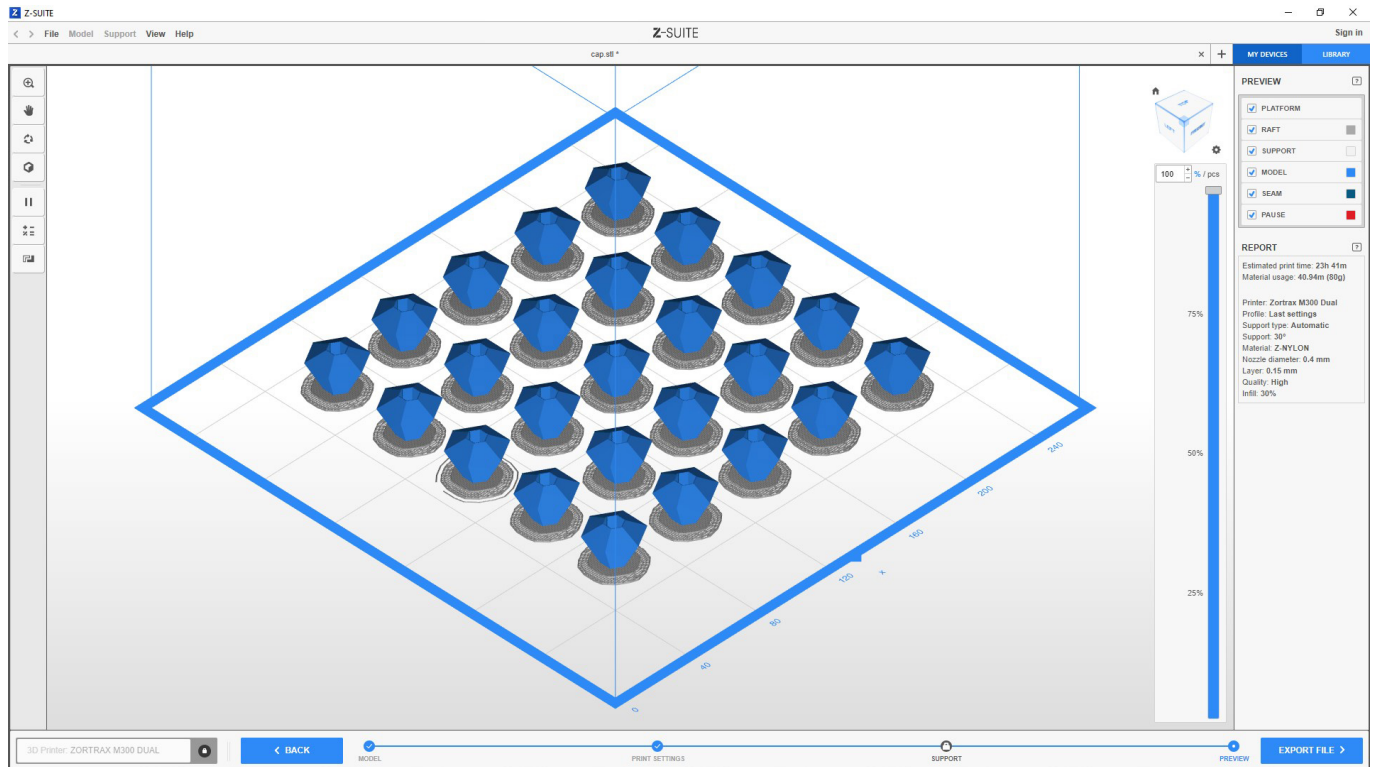 Z-SUITE
File Model Support View Help
Z-SUITE
Sign in
cap.stl *
MY DEVICES
LIBRARY
PREVIEW
PLATFORM
RAFT
SUPPORT
MODEL
SEAM
PAUSE
TOP
LEFT
100 % / pcs
75%
50%
25%
REPORT
Estimated print time: 23h 41m
Material usage: 40.94m (80g)
Printer: Zortrax M300 Dual
Profile: Last settings
Support type: Automatic
Support: 30º
Material: Z-NYLON
Nozzle diameter: 0.4 mm
Layer: 0.15 mm
Quality: High
Infill: 30%
240
200
160
120
x
80
40
0
3D Printer: ZORTRAX M300 DUAL
BACK
MODEL
PRINT SETTINGS
SUPPORT
PREVIEW
EXPORT FILE